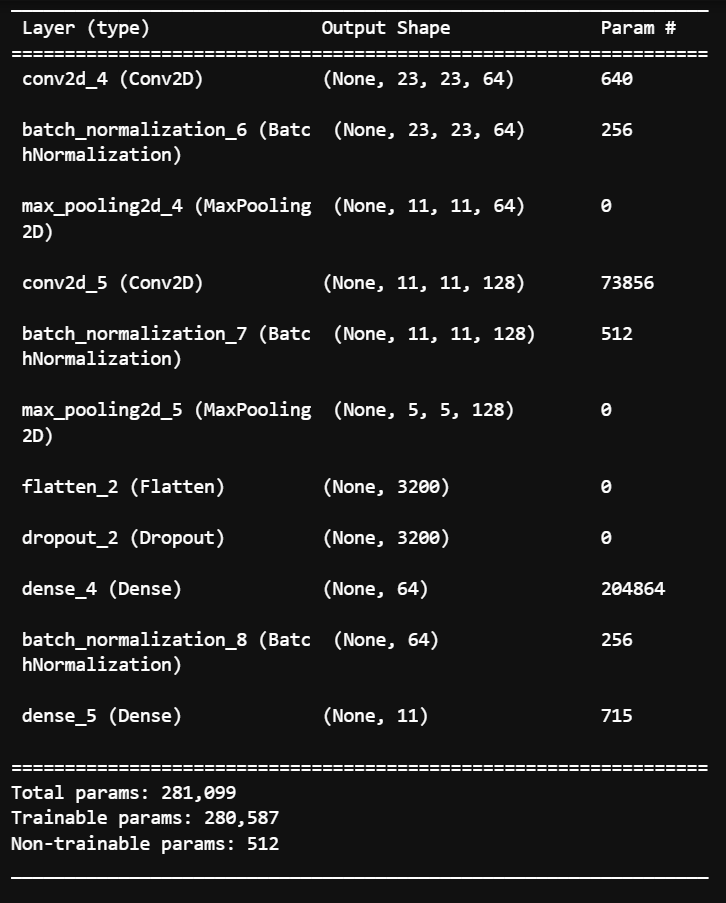 Layer (type)                Output Shape              Param #
=================================================================
conv2d_4 (Conv2D)           (None, 23, 23, 64)        640
batch_normalization_6 (Batc  (None, 23, 23, 64)       256
hNormalization)
max_pooling2d_4 (MaxPooling  (None, 11, 11, 64)       0
2D)
conv2d_5 (Conv2D)           (None, 11, 11, 128)       73856
batch_normalization_7 (Batc  (None, 11, 11, 128)      512
hNormalization)
max_pooling2d_5 (MaxPooling  (None, 5, 5, 128)        0
2D)
flatten_2 (Flatten)         (None, 3200)              0
dropout_2 (Dropout)         (None, 3200)              0
dense_4 (Dense)             (None, 64)                204864
batch_normalization_8 (Batc  (None, 64)               256
hNormalization)
dense_5 (Dense)             (None, 11)                715
=================================================================
Total params: 281,099
Trainable params: 280,587
Non-trainable params: 512